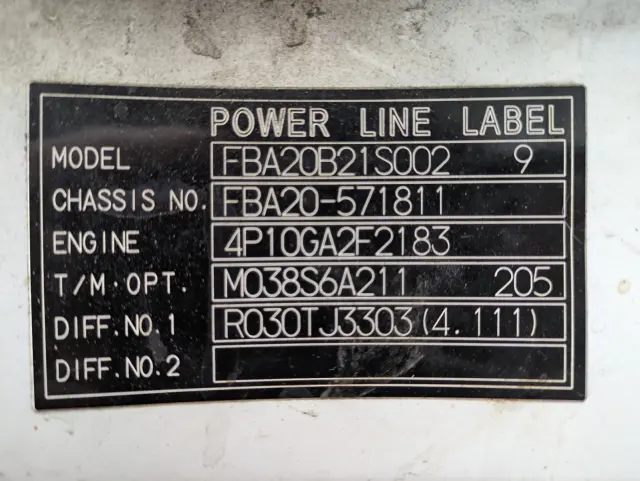 POWER LINE LABEL
MODEL FBA20B21S002 9
CHASSIS NO. FBA20-571811
ENGINE 4P10GA2F2183
T/M·OPT. M038S6A211 205
DIFF.NO.1 R030TJ3303(4.111)
DIFF.NO.2